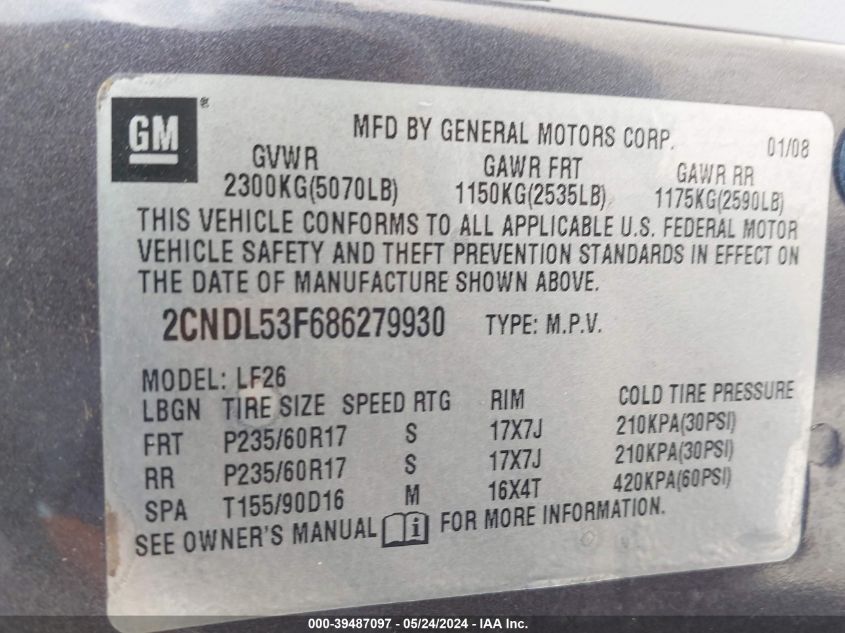 GM ®
MFD BY GENERAL MOTORS CORP. 01/08
GVWR GAWR FRT GAWR RR
2300KG(5070LB) 1150KG(2535LB) 1175KG(2590LB)
THIS VEHICLE CONFORMS TO ALL APPLICABLE U.S. FEDERAL MOTOR
VEHICLE SAFETY AND THEFT PREVENTION STANDARDS IN EFFECT ON
THE DATE OF MANUFACTURE SHOWN ABOVE.
2CNDL53F686279930 TYPE: M.P.V.
MODEL: LF26
LBGN TIRE SIZE SPEED RTG RIM COLD TIRE PRESSURE
FRT P235/60R17 S 17X7J 210KPA(30PSI)
RR P235/60R17 S 17X7J 210KPA(30PSI)
SPA T155/90D16 M 16X4T 420KPA(60PSI)
SEE OWNER'S MANUAL i FOR MORE INFORMATION.
000-39487097 - 05/24/2024 - IAA Inc.